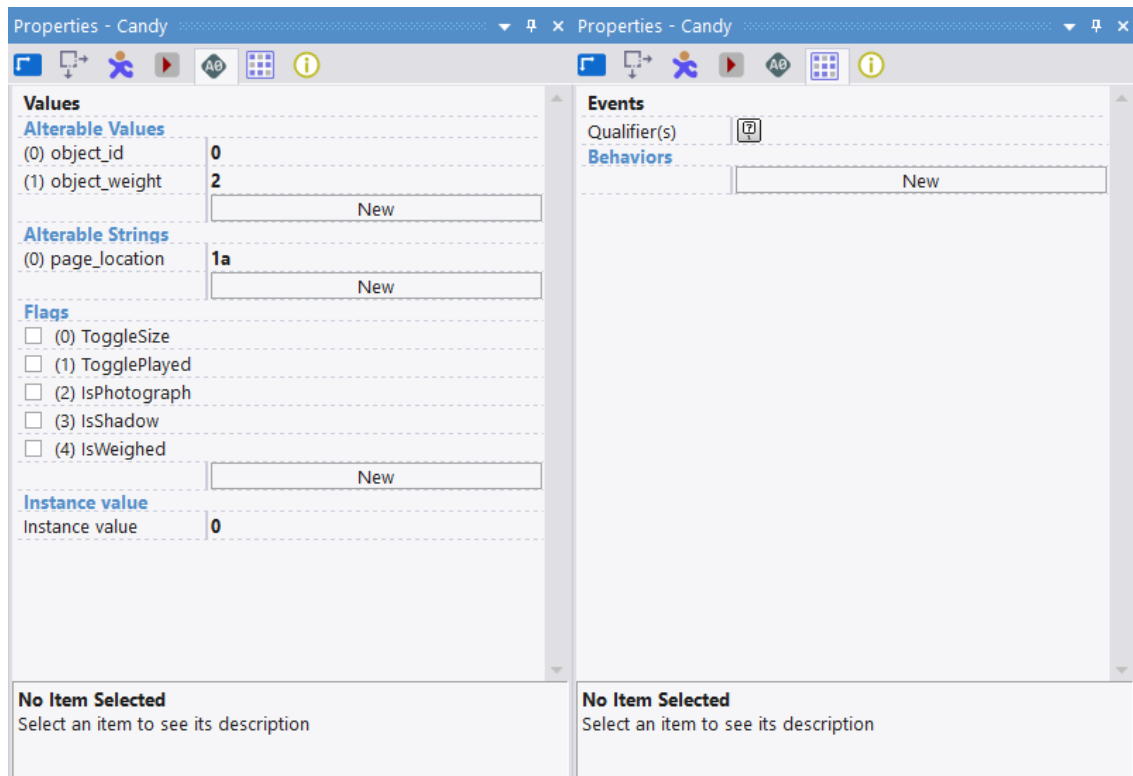 Properties - Candy
A0
Values
Alterable Values
(0) object_id 0
(1) object_weight 2
New
Alterable Strings
(0) page_location 1a
New
Flags
(0) ToggleSize
(1) TogglePlayed
(2) IsPhotograph
(3) IsShadow
(4) IsWeighed
New
Instance value
Instance value 0
No Item Selected
Select an item to see its description
Properties - Candy
A0
Events
Qualifier(s) ?
Behaviors
New
No Item Selected
Select an item to see its description